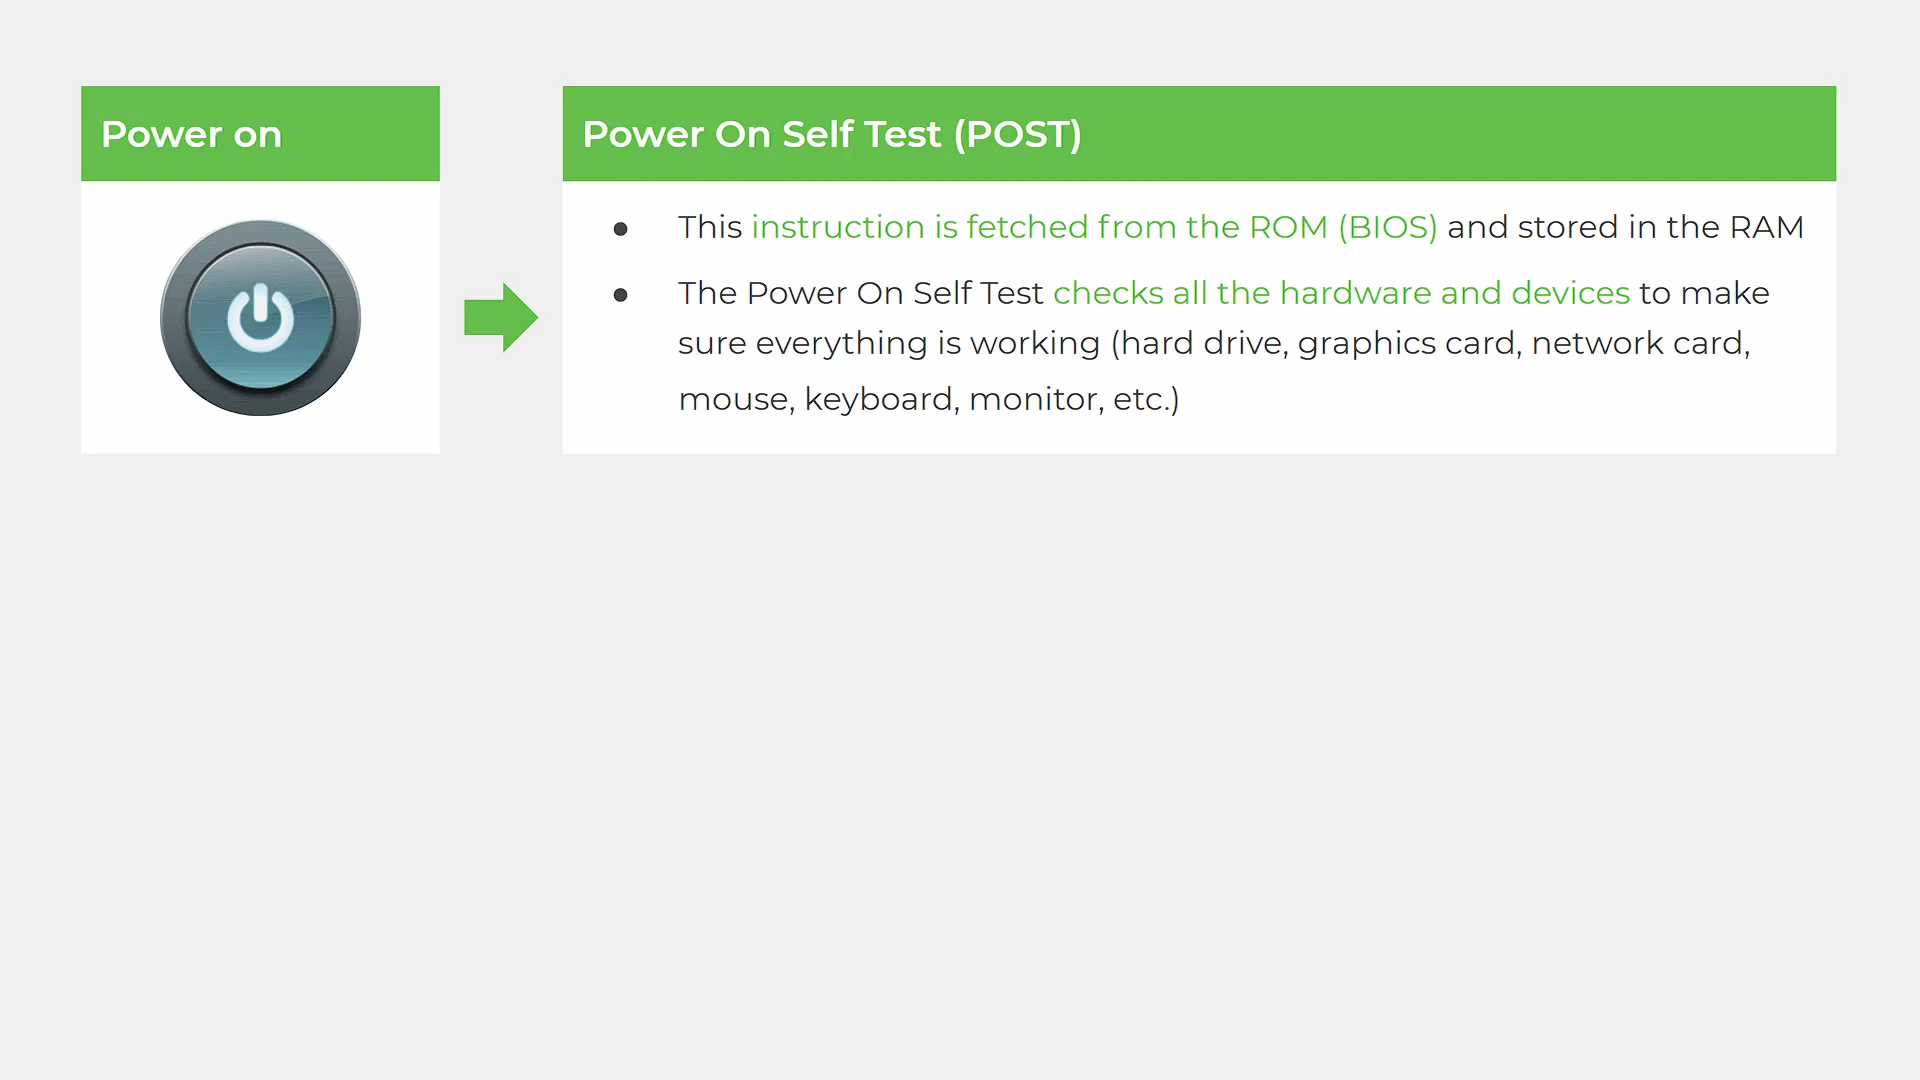 Power on
Power On Self Test (POST)
● This instruction is fetched from the ROM (BIOS) and stored in the RAM
● The Power On Self Test checks all the hardware and devices to make
sure everything is working (hard drive, graphics card, network card,
mouse, keyboard, monitor, etc.)